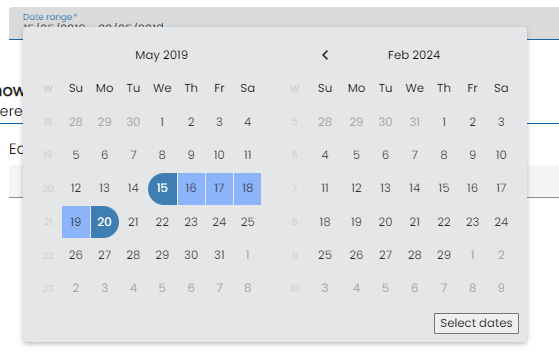 Date range*
15/05/2019 - 20/05/2019
May 2019
W Su Mo Tu We Th Fr Sa
18 28 29 30 1 2 3 4
19 5 6 7 8 9 10 11
20 12 13 14 15 16 17 18
21 19 20 21 22 23 24 25
22 26 27 28 29 30 31 1
23 2 3 4 5 6 7 8
Feb 2024
W Su Mo Tu We Th Fr Sa
5 28 29 30 31 1 2 3
6 4 5 6 7 8 9 10
7 11 12 13 14 15 16 17
8 18 19 20 21 22 23 24
9 25 26 27 28 29 1 2
10 3 4 5 6 7 8 9
Select dates